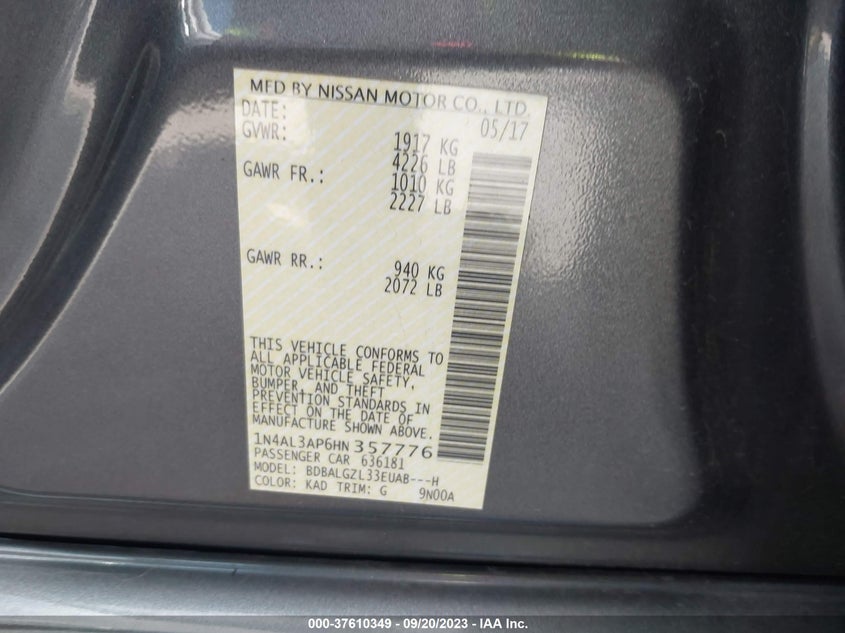 MFD BY NISSAN MOTOR CO., LTD.
DATE: 05/17
GVWR: 1917 KG
4226 LB
GAWR FR.: 1010 KG
2227 LB
GAWR RR.: 940 KG
2072 LB
THIS VEHICLE CONFORMS TO
ALL APPLICABLE FEDERAL
MOTOR VEHICLE SAFETY,
BUMPER, AND THEFT
PREVENTION STANDARDS IN
EFFECT ON THE DATE OF
MANUFACTURE SHOWN ABOVE.
1N4AL3AP6HN357776
PASSENGER CAR 636181
MODEL: BDBALGZL33EUAB---H
COLOR: KAD TRIM: G 9N00A
000-37610349 - 09/20/2023 - IAA Inc.